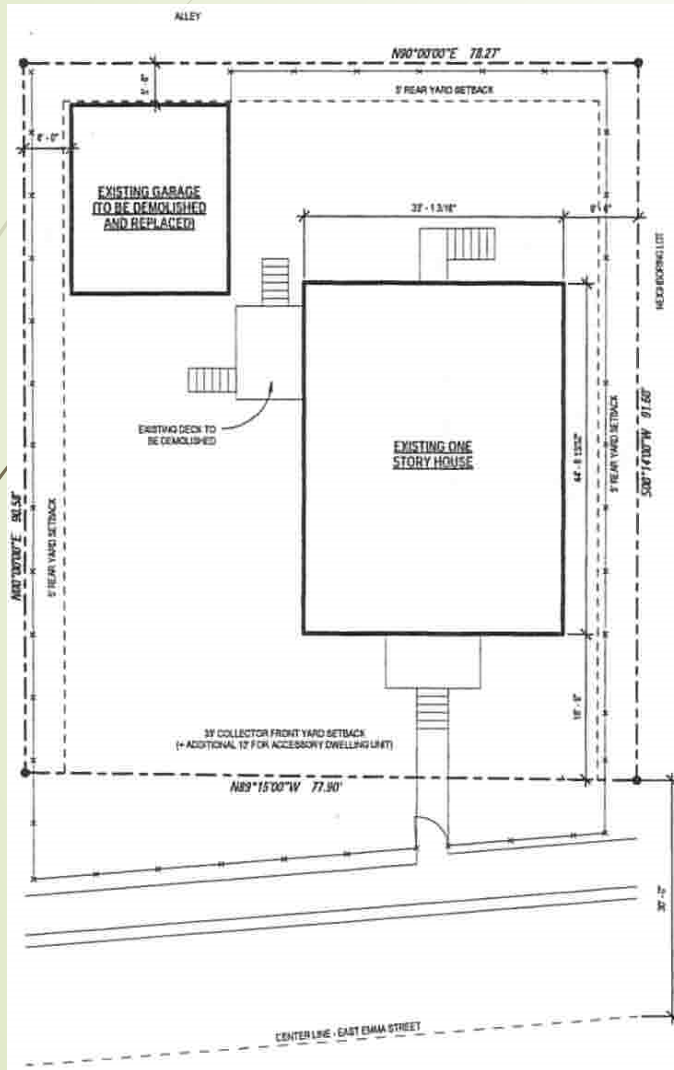 ALLEY
N90°00'00"E 78.27'
5' REAR YARD SETBACK
EXISTING GARAGE
(TO BE DEMOLISHED
AND REPLACED)
NEIGHBORING LOT
EXISTING DECK TO
BE DEMOLISHED
EXISTING ONE
STORY HOUSE
5' REAR YARD SETBACK
S00°14'00"W 91.60'
N00°00'00"E 90.58'
5' REAR YARD SETBACK
35' COLLECTOR FRONT YARD SETBACK
(+ ADDITIONAL 10' FOR ACCESSORY DWELLING UNIT)
N89°15'00"W 77.90'
30' - 0"
CENTER LINE - EAST EMMA STREET